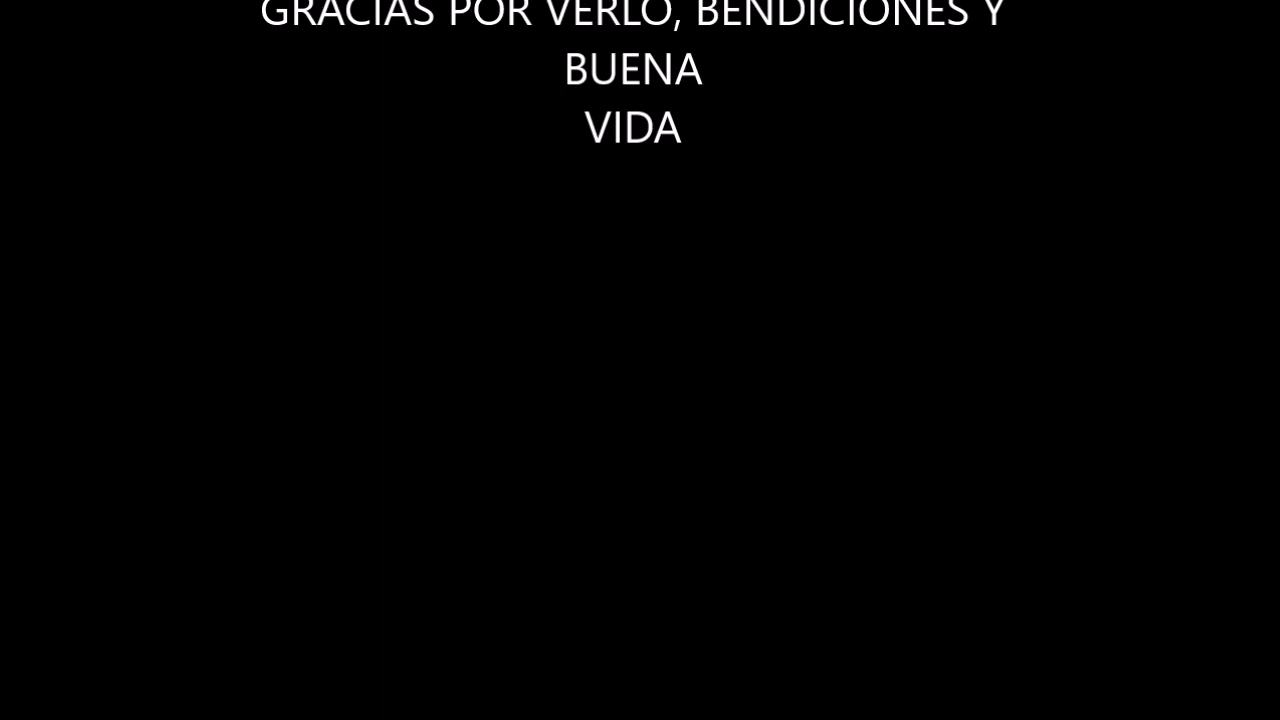 GRACIAS POR VERLO, BENDICIONES Y
BUENA
VIDA